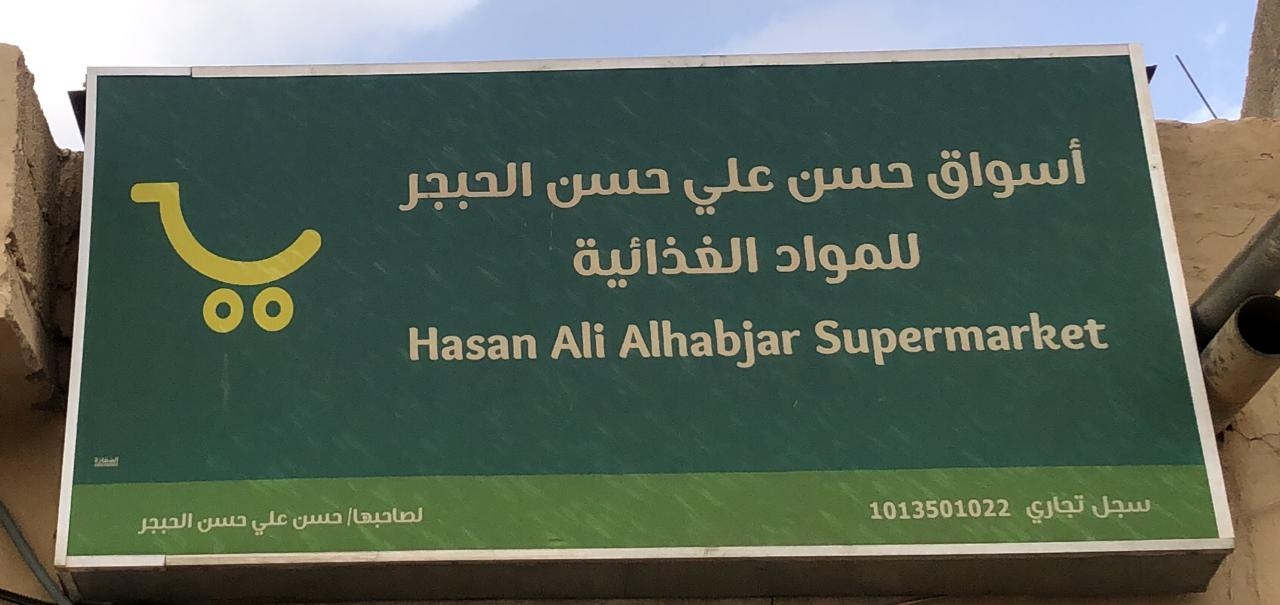 أسواق حسن علي حسن الحبجر
للمواد الغذائية
Hasan Ali Alhabjar Supermarket
سجل تجاري 1013501022
لصاحبها/ حسن علي حسن الحبجر